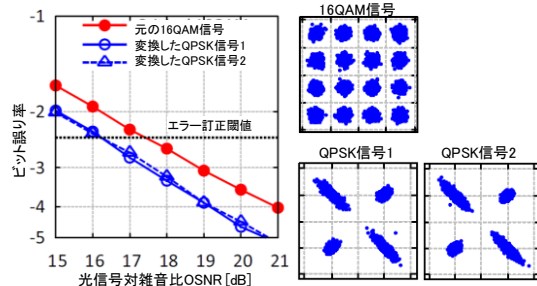 -1
-2
-3
-4
-5
ビット誤り率
元の16QAM信号
変換したQPSK信号1
変換したQPSK信号2
エラー訂正閾値
15 16 17 18 19 20 21
光信号対雑音比OSNR[dB]
16QAM信号
QPSK信号1
QPSK信号2